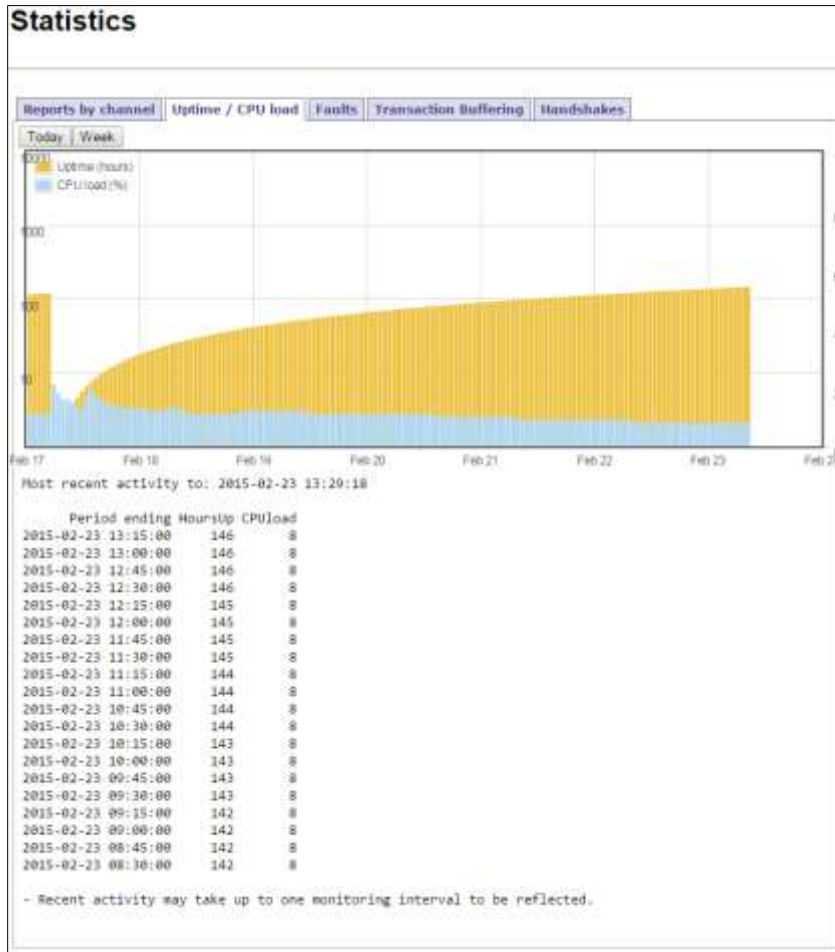 Statistics
Reports by channel Uptime / CPU load Faults Transaction Buffering Handshakes
Today Week
10000
Uptime (hours)
CPU load (%)
1000
100
10
Feb 17 Feb 18 Feb 19 Feb 20 Feb 21 Feb 22 Feb 23
Most recent activity to: 2015-02-23 13:29:18
Period ending HoursUp CPUload
2015-02-23 13:15:00 146 8
2015-02-23 13:00:00 146 8
2015-02-23 12:45:00 146 8
2015-02-23 12:30:00 146 8
2015-02-23 12:15:00 145 8
2015-02-23 12:00:00 145 8
2015-02-23 11:45:00 145 8
2015-02-23 11:30:00 145 8
2015-02-23 11:15:00 144 8
2015-02-23 11:00:00 144 8
2015-02-23 10:45:00 144 8
2015-02-23 10:30:00 144 8
2015-02-23 10:15:00 143 8
2015-02-23 10:00:00 143 8
2015-02-23 09:45:00 143 8
2015-02-23 09:30:00 143 8
2015-02-23 09:15:00 142 8
2015-02-23 09:00:00 142 8
2015-02-23 08:45:00 142 8
2015-02-23 08:30:00 142 8
- Recent activity may take up to one monitoring interval to be reflected.